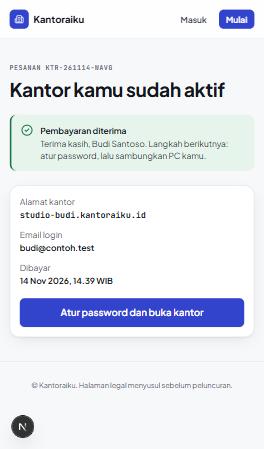 Kantoraiku
Masuk
Mulai
PESANAN KTR-261114-NAVG
Kantor kamu sudah aktif
Pembayaran diterima
Terima kasih, Budi Santoso. Langkah berikutnya:
atur password, lalu sambungkan PC kamu.
Alamat kantor
studio-budi.kantoraiku.id
Email login
budi@contoh.test
Dibayar
14 Nov 2026, 14.39 WIB
Atur password dan buka kantor
© Kantoraiku. Halaman legal menyusul sebelum peluncuran.
N